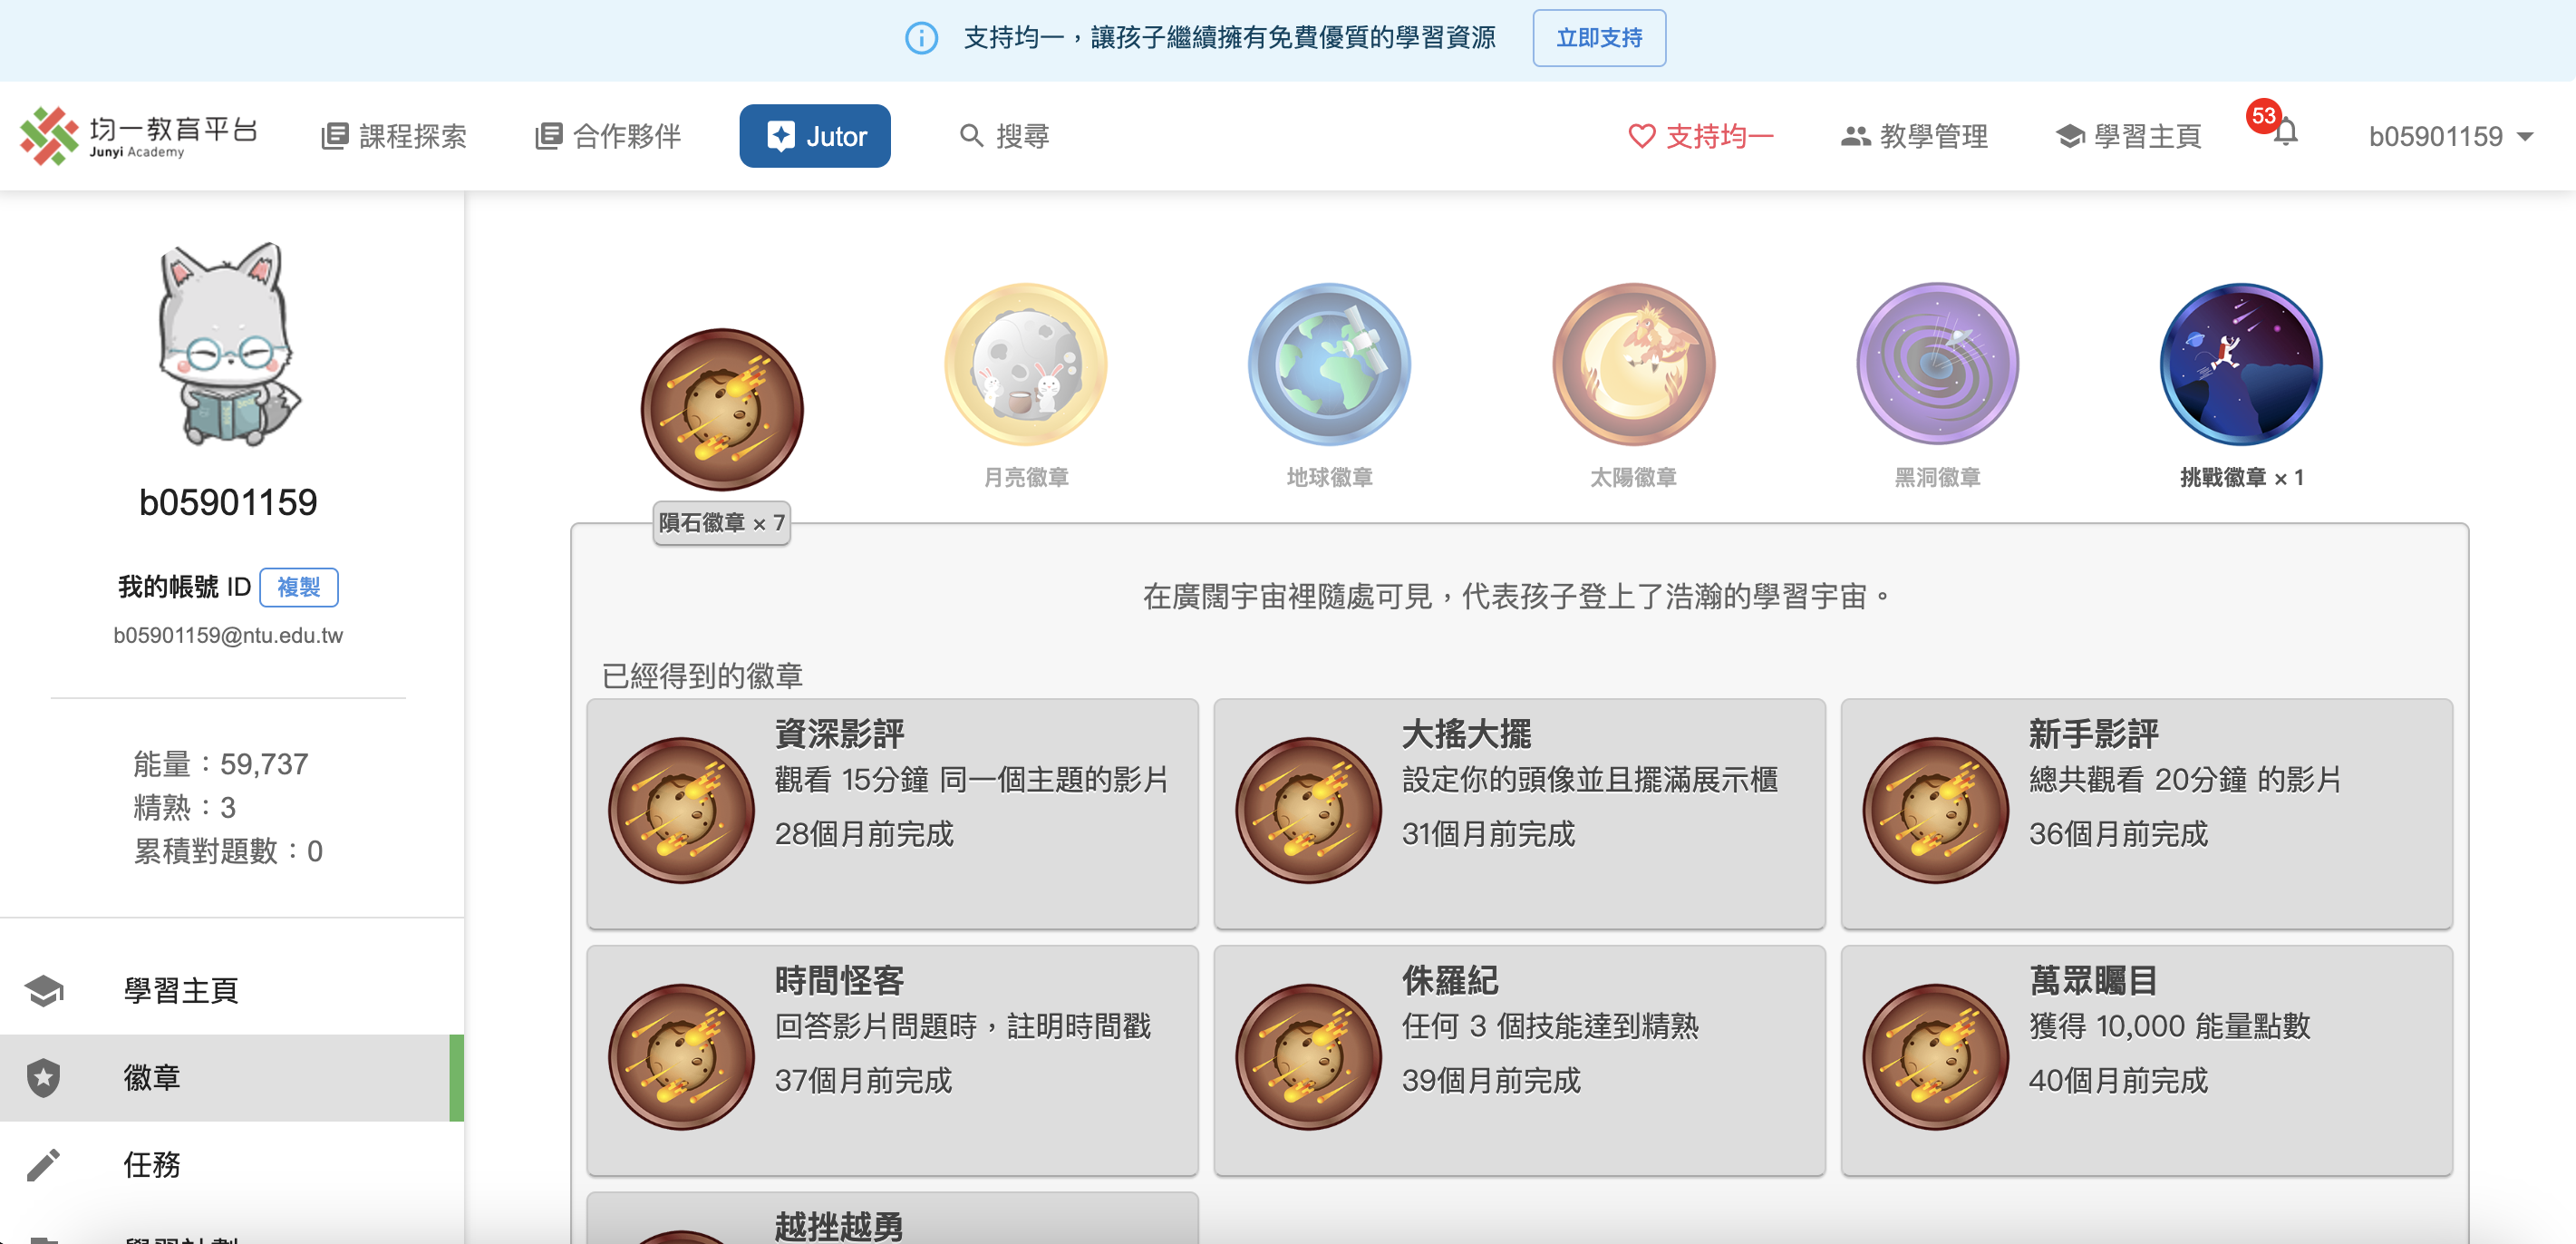 支持均一，讓孩子繼續擁有免費優質的學習資源
立即支持
均一教育平台
Junyi Academy
課程探索
合作夥伴
Jutor
搜尋
支持均一
教學管理
學習主頁
53
b05901159
b05901159
我的帳號 ID
複製
b05901159@ntu.edu.tw
能量：59,737
精熟：3
累積對題數：0
學習主頁
徽章
任務
隕石徽章 × 7
月亮徽章
地球徽章
太陽徽章
黑洞徽章
挑戰徽章 × 1
在廣闊宇宙裡隨處可見，代表孩子登上了浩瀚的學習宇宙。
已經得到的徽章
資深影評
觀看 15分鐘 同一個主題的影片
28個月前完成
大搖大擺
設定你的頭像並且擺滿展示櫃
31個月前完成
新手影評
總共觀看 20分鐘 的影片
36個月前完成
時間怪客
回答影片問題時，註明時間戳
37個月前完成
侏羅紀
任何 3 個技能達到精熟
39個月前完成
萬眾矚目
獲得 10,000 能量點數
40個月前完成
越挫越勇